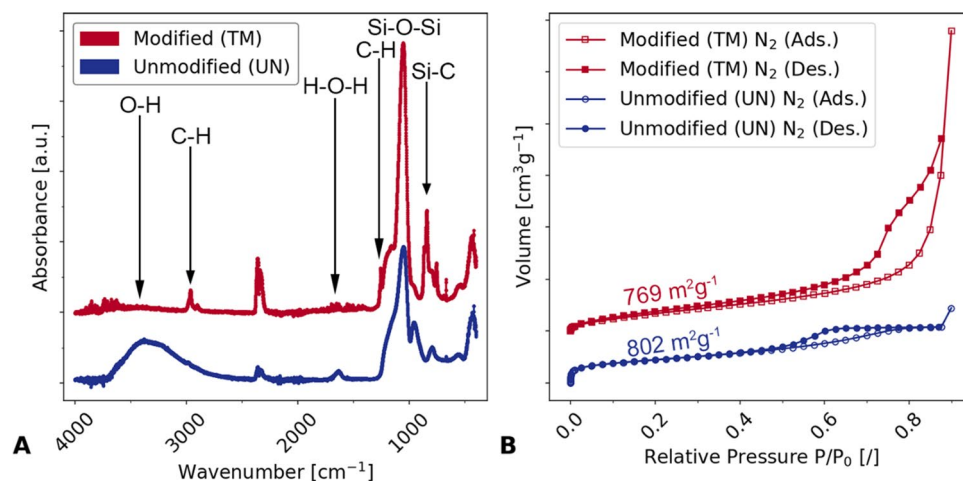 Modified (TM)
Unmodified (UN)
Si-O-Si
C-H
Si-C
H-O-H
O-H
C-H
Absorbance [a.u.]
4000
3000
2000
1000
Wavenumber [cm⁻¹]
A
Modified (TM) N₂ (Ads.)
Modified (TM) N₂ (Des.)
Unmodified (UN) N₂ (Ads.)
Unmodified (UN) N₂ (Des.)
Volume [cm³g⁻¹]
769 m²g⁻¹
802 m²g⁻¹
0.0
0.2
0.4
0.6
0.8
Relative Pressure P/P₀ [/]
B